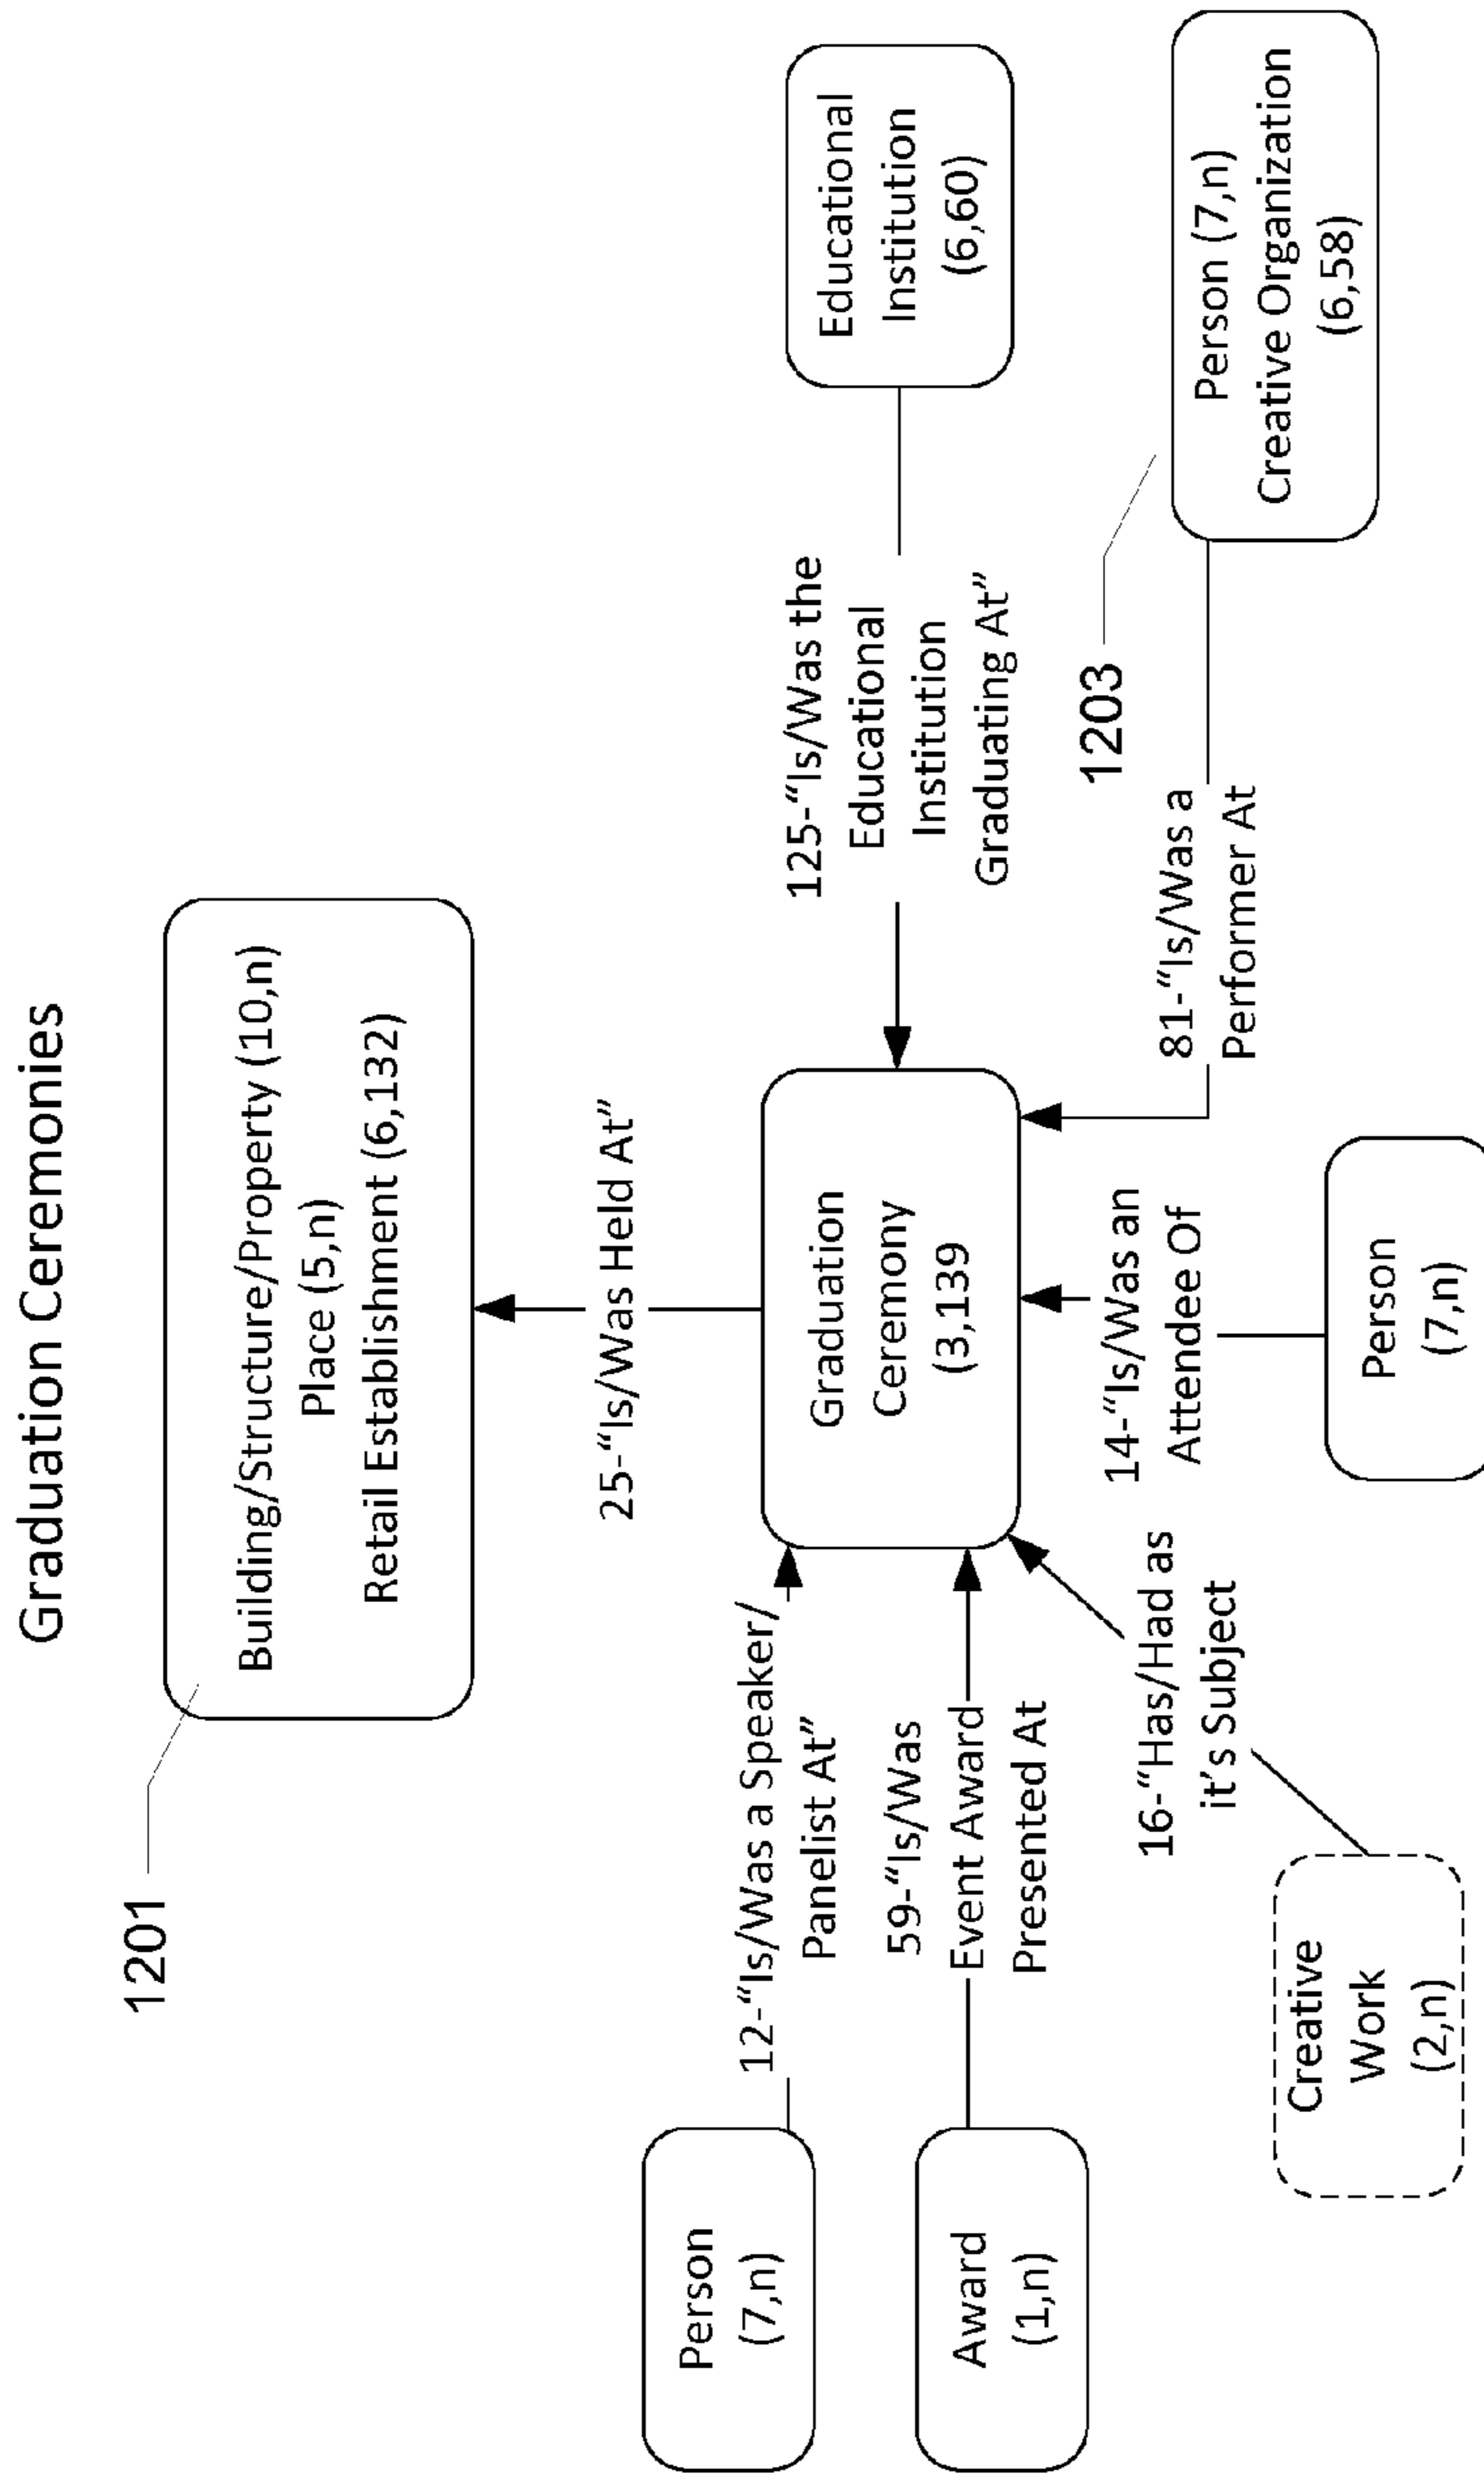 Graduation Ceremonies
1201
Building/Structure/Property (10,n)
Place (5,n)
Retail Establishment (6,132)
25-“Is/Was Held At”
Person
(7,n)
12-“Is/Was a Speaker/
Panelist At”
Award
(1,n)
59-“Is/Was
Event Award
Presented At
Graduation
Ceremony
(3,139
125-“Is/Was the
Educational
Institution
Graduating At”
Educational
Institution
(6,60)
Creative
Work
(2,n)
16-“Has/Had as
it’s Subject
14-“Is/Was an
Attendee Of
Person
(7,n)
81-“Is/Was a
Performer At
1203
Person (7,n)
Creative Organization
(6,58)